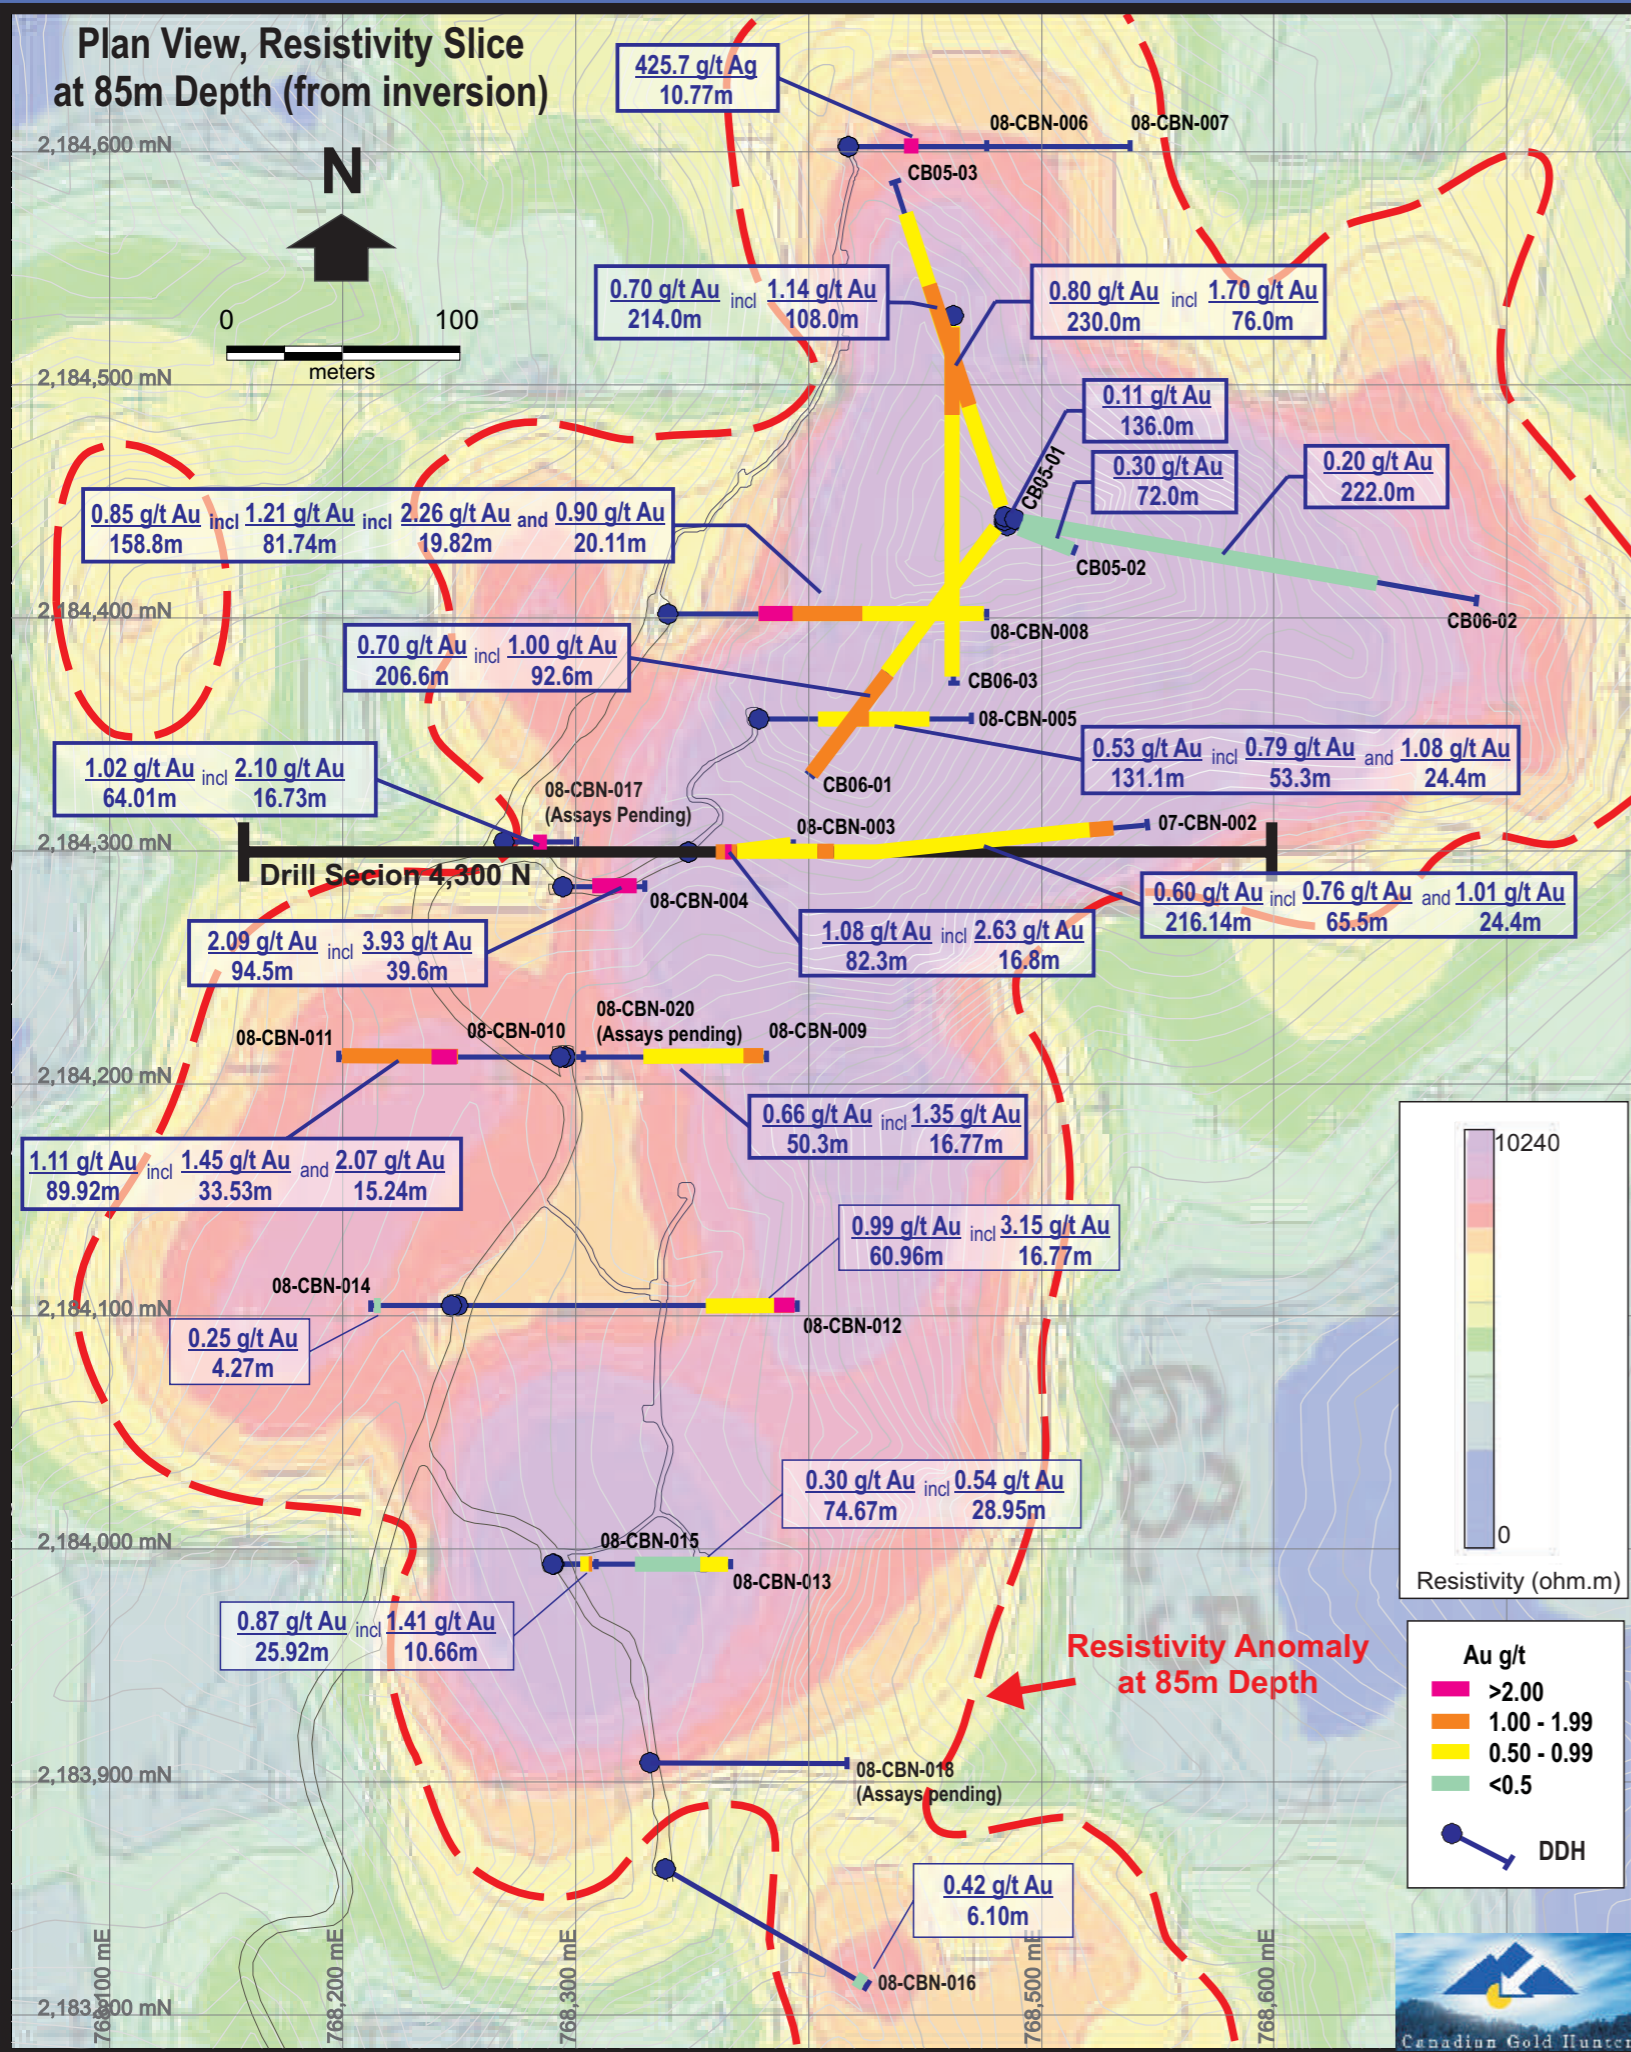 Plan View, Resistivity Slice
at 85m Depth (from inversion)
N
0 100
meters
425.7 g/t Ag
10.77m
08-CBN-006
08-CBN-007
2,184,600 mN
CB05-03
0.70 g/t Au incl 1.14 g/t Au
214.0m 108.0m
0.80 g/t Au incl 1.70 g/t Au
230.0m 76.0m
2,184,500 mN
0.11 g/t Au
136.0m
CB05-01
0.30 g/t Au
72.0m
0.20 g/t Au
222.0m
0.85 g/t Au incl 1.21 g/t Au incl 2.26 g/t Au and 0.90 g/t Au
158.8m 81.74m 19.82m 20.11m
CB05-02
CB06-02
2,184,400 mN
08-CBN-008
0.70 g/t Au incl 1.00 g/t Au
206.6m 92.6m
CB06-03
08-CBN-005
0.53 g/t Au incl 0.79 g/t Au and 1.08 g/t Au
131.1m 53.3m 24.4m
1.02 g/t Au incl 2.10 g/t Au
64.01m 16.73m
CB06-01
08-CBN-017
(Assays Pending)
08-CBN-003
07-CBN-002
2,184,300 mN
Drill Secion 4,300 N
08-CBN-004
0.60 g/t Au incl 0.76 g/t Au and 1.01 g/t Au
216.14m 65.5m 24.4m
2.09 g/t Au incl 3.93 g/t Au
94.5m 39.6m
1.08 g/t Au incl 2.63 g/t Au
82.3m 16.8m
08-CBN-011
08-CBN-010
08-CBN-020
(Assays pending)
08-CBN-009
2,184,200 mN
0.66 g/t Au incl 1.35 g/t Au
50.3m 16.77m
1.11 g/t Au incl 1.45 g/t Au and 2.07 g/t Au
89.92m 33.53m 15.24m
10240
0.99 g/t Au incl 3.15 g/t Au
60.96m 16.77m
08-CBN-014
2,184,100 mN
08-CBN-012
0.25 g/t Au
4.27m
0.30 g/t Au incl 0.54 g/t Au
74.67m 28.95m
0
Resistivity (ohm.m)
2,184,000 mN
08-CBN-015
08-CBN-013
0.87 g/t Au incl 1.41 g/t Au
25.92m 10.66m
Resistivity Anomaly
at 85m Depth
Au g/t
>2.00
1.00 - 1.99
0.50 - 0.99
<0.5
DDH
2,183,900 mN
08-CBN-018
(Assays pending)
0.42 g/t Au
6.10m
08-CBN-016
2,183,800 mN
768,100 mE
768,200 mE
768,300 mE
768,500 mE
768,600 mE
Canadian Gold Hunter